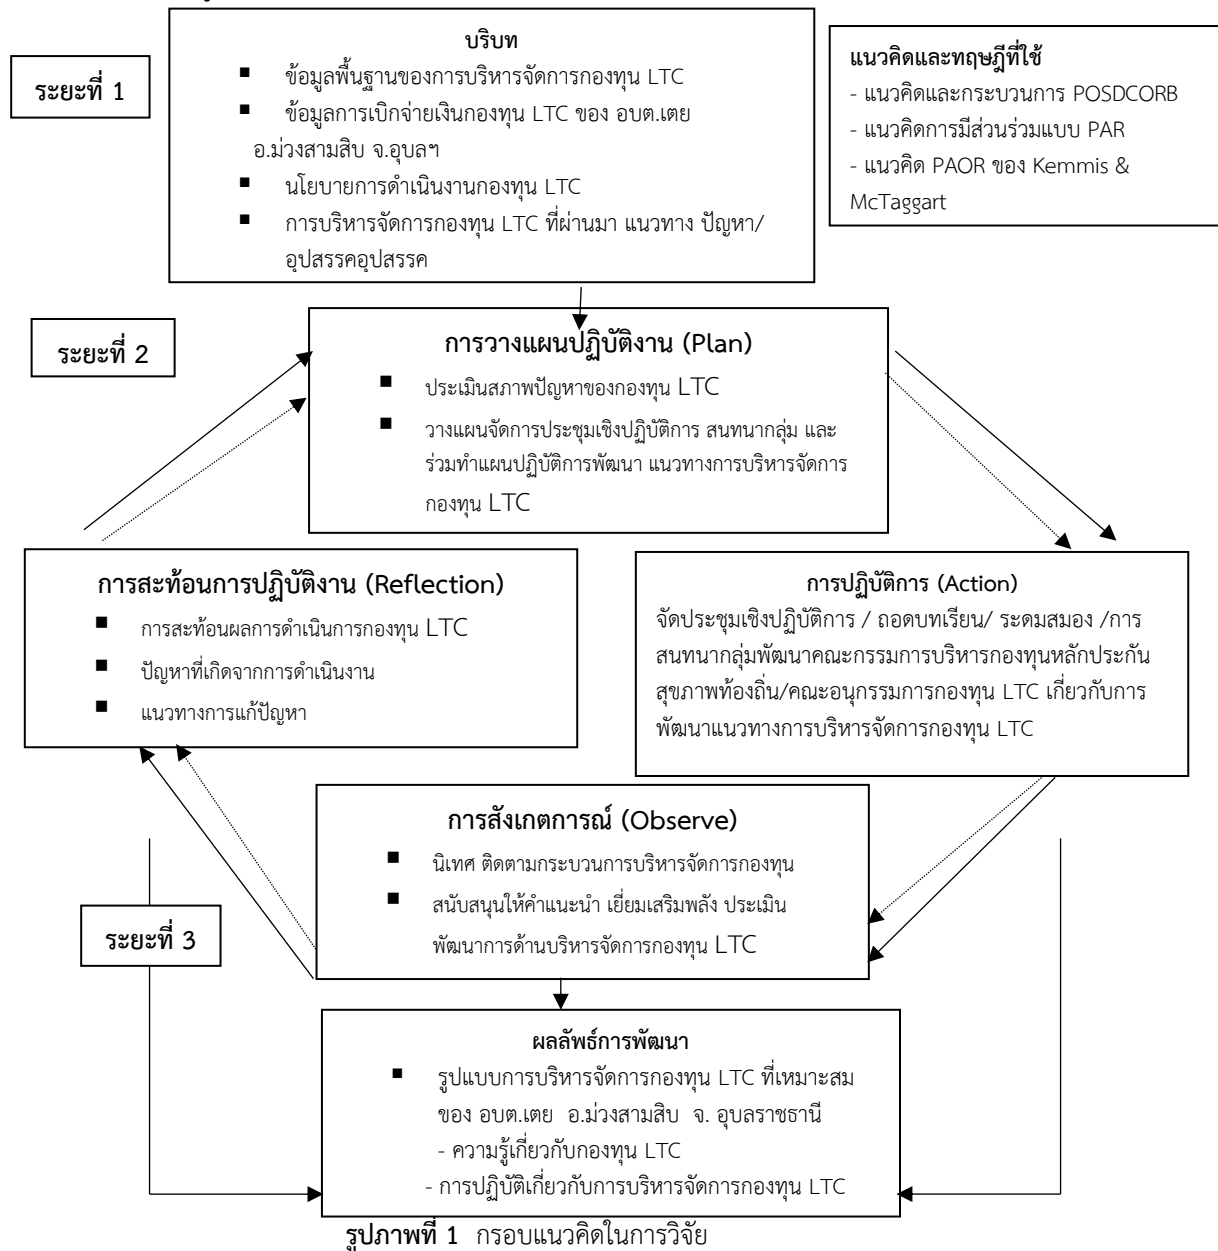 บริบท
ระยะที่ 1
■ ข้อมูลพื้นฐานของการบริหารจัดการกองทุน LTC
■ ข้อมูลการเบิกจ่ายเงินกองทุน LTC ของ อบต.เตย
อ.ม่วงสามสิบ จ.อุบลฯ
■ นโยบายการดำเนินงานกองทุน LTC
■ การบริหารจัดการกองทุน LTC ที่ผ่านมา แนวทาง ปัญหา/
อุปสรรคอุปสรรค
แนวคิดและทฤษฎีที่ใช้
- แนวคิดและกระบวนการ POSDCORB
- แนวคิดการมีส่วนร่วมแบบ PAR
- แนวคิด PAOR ของ Kemmis &
McTaggart
ระยะที่ 2
การวางแผนปฏิบัติงาน (Plan)
■ ประเมินสภาพปัญหาของกองทุน LTC
■ วางแผนจัดการประชุมเชิงปฏิบัติการ สนทนากลุ่ม และ
ร่วมทำแผนปฏิบัติการพัฒนา แนวทางการบริหารจัดการ
กองทุน LTC
การสะท้อนการปฏิบัติงาน (Reflection)
■ การสะท้อนผลการดำเนินการกองทุน LTC
■ ปัญหาที่เกิดจากการดำเนินงาน
■ แนวทางการแก้ปัญหา
การปฏิบัติการ (Action)
จัดประชุมเชิงปฏิบัติการ / ถอดบทเรียน/ ระดมสมอง /การ
สนทนากลุ่มพัฒนาคณะกรรมการบริหารกองทุนหลักประกัน
สุขภาพท้องถิ่น/คณะอนุกรรมการกองทุน LTC เกี่ยวกับการ
พัฒนาแนวทางการบริหารจัดการกองทุน LTC
การสังเกตการณ์ (Observe)
■ นิเทศ ติดตามกระบวนการบริหารจัดการกองทุน
■ สนับสนุนให้คำแนะนำ เยี่ยมเสริมพลัง ประเมิน
พัฒนาการด้านบริหารจัดการกองทุน LTC
ระยะที่ 3
ผลลัพธ์การพัฒนา
■ รูปแบบการบริหารจัดการกองทุน LTC ที่เหมาะสม
ของ อบต.เตย อ.ม่วงสามสิบ จ. อุบลราชธานี
- ความรู้เกี่ยวกับกองทุน LTC
- การปฏิบัติเกี่ยวกับการบริหารจัดการกองทุน LTC
รูปภาพที่ 1 กรอบแนวคิดในการวิจัย